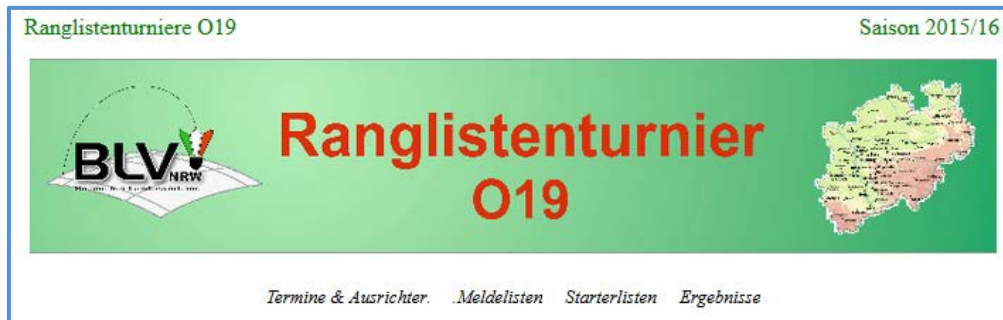 Ranglistenturniere O19
Saison 2015/16
Ranglistenturnier
O19
BLV
NRW
Termine & Ausrichter. .Meldelisten Starterlisten Ergebnisse